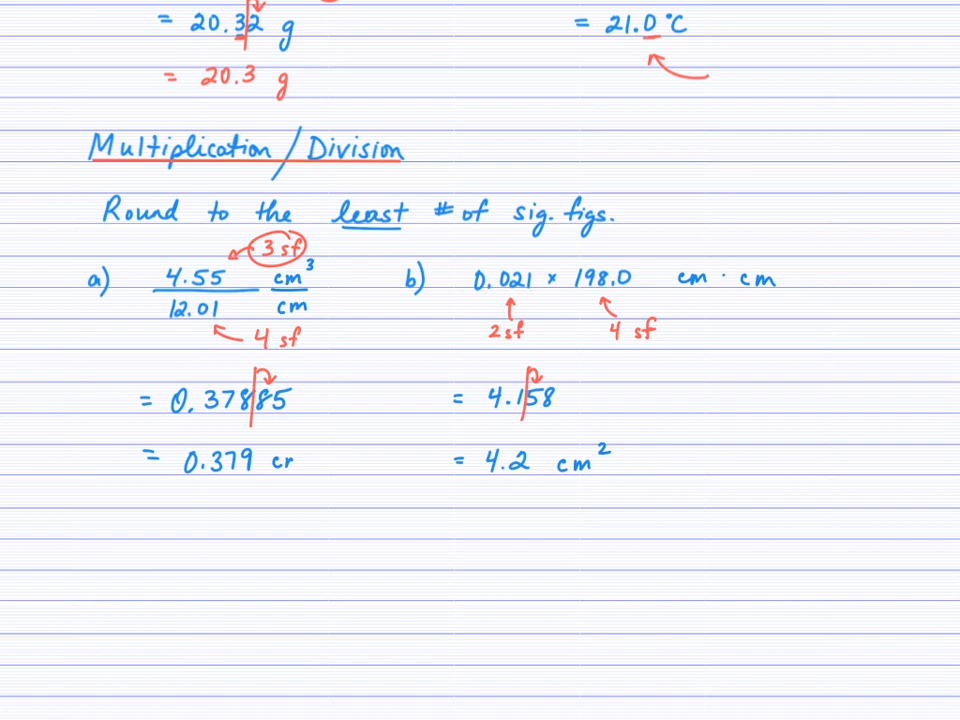 = 20.32 g = 21.0 °C
= 20.3 g
Multiplication / Division
Round to the least # of sig. figs.
3 sf
a) 4.55 cm³ b) 0.021 × 198.0 cm · cm
12.01 cm
4 sf 2 sf 4 sf
= 0.37885 = 4.158
= 0.379 cr = 4.2 cm²